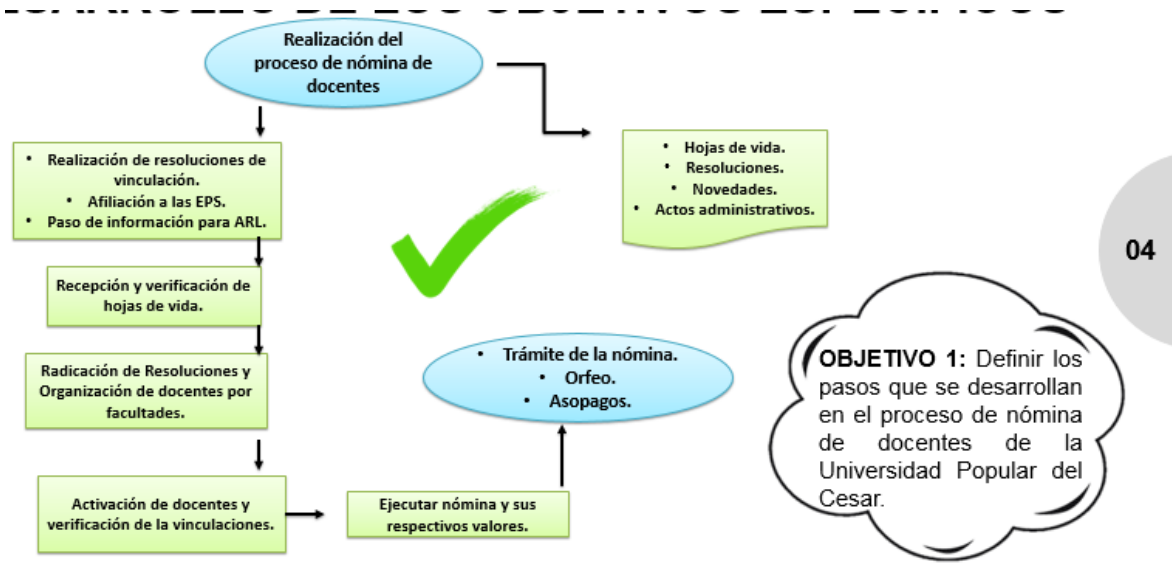 Realización del
proceso de nómina de
docentes
• Realización de resoluciones de
vinculación.
• Afiliación a las EPS.
• Paso de información para ARL.
• Hojas de vida.
• Resoluciones.
• Novedades.
• Actos administrativos.
04
Recepción y verificación de
hojas de vida.
Radicación de Resoluciones y
Organización de docentes por
facultades.
• Trámite de la nómina.
• Orfeo.
• Asopagos.
OBJETIVO 1: Definir los
pasos que se desarrollan
en el proceso de nómina
de docentes de la
Universidad Popular del
Cesar.
Activación de docentes y
verificación de la vinculaciones.
Ejecutar nómina y sus
respectivos valores.